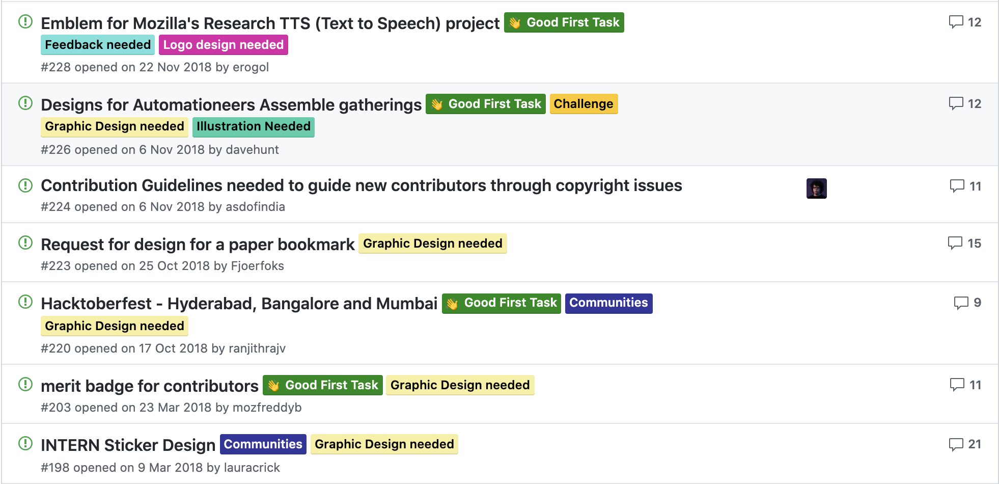 Emblem for Mozilla's Research TTS (Text to Speech) project 👋 Good First Task 12
Feedback needed Logo design needed
#228 opened on 22 Nov 2018 by erogol
Designs for Automationeers Assemble gatherings 👋 Good First Task Challenge 12
Graphic Design needed Illustration Needed
#226 opened on 6 Nov 2018 by davehunt
Contribution Guidelines needed to guide new contributors through copyright issues 11
#224 opened on 6 Nov 2018 by asdofindia
Request for design for a paper bookmark Graphic Design needed 15
#223 opened on 25 Oct 2018 by Fjoerfoks
Hacktoberfest - Hyderabad, Bangalore and Mumbai 👋 Good First Task Communities 9
Graphic Design needed
#220 opened on 17 Oct 2018 by ranjithrajv
merit badge for contributors 👋 Good First Task Graphic Design needed 11
#203 opened on 23 Mar 2018 by mozfreddyb
INTERN Sticker Design Communities Graphic Design needed 21
#198 opened on 9 Mar 2018 by lauracrick